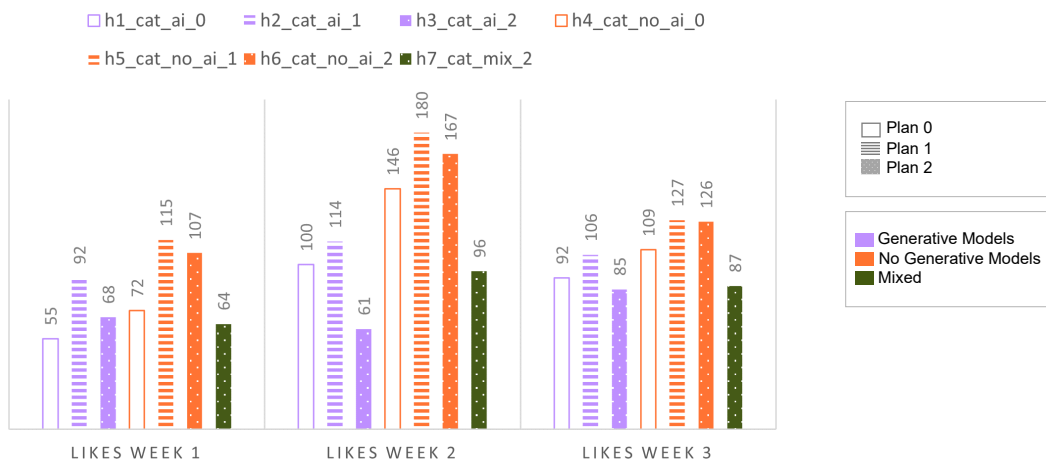 h1_cat_ai_0 h2_cat_ai_1 h3_cat_ai_2 h4_cat_no_ai_0
h5_cat_no_ai_1 h6_cat_no_ai_2 h7_cat_mix_2
55 92 68 72 115 107 64
100 114 61 146 180 167 96
92 106 85 109 127 126 87
LIKES WEEK 1 LIKES WEEK 2 LIKES WEEK 3
Plan 0
Plan 1
Plan 2
Generative Models
No Generative Models
Mixed